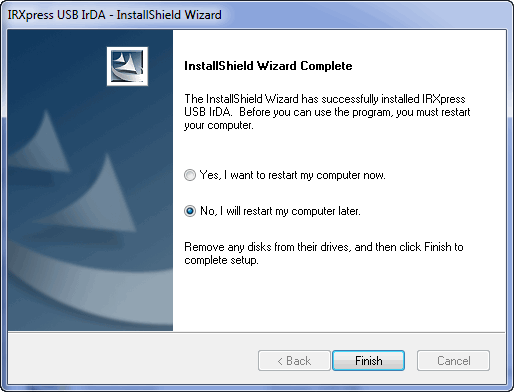 IRXpress USB IrDA - InstallShield Wizard
InstallShield Wizard Complete
The InstallShield Wizard has successfully installed IRXpress
USB IrDA.  Before you can use the program, you must restart
your computer.
Yes, I want to restart my computer now.
No, I will restart my computer later.
Remove any disks from their drives, and then click Finish to
complete setup.
< Back
Finish
Cancel